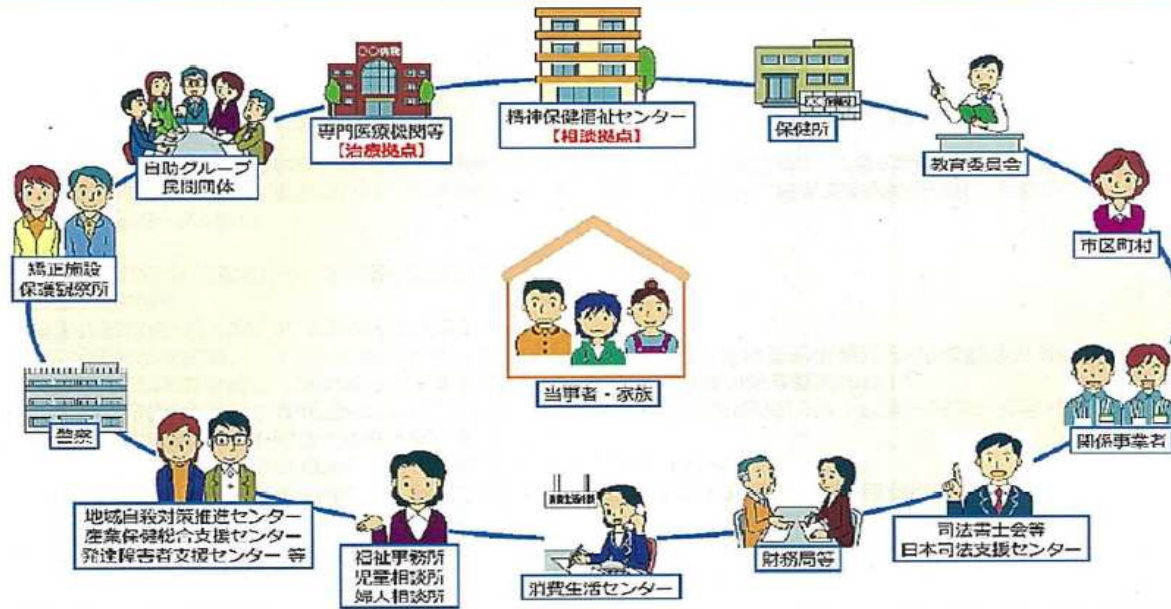 専門医療機関等
【治療拠点】
精神保健福祉センター
【相談拠点】
保健所
教育委員会
市区町村
関係事業者
司法書士会等
日本司法支援センター
財務局等
消費生活センター
福祉事務所
児童相談所
婦人相談所
地域自殺対策推進センター
産業保健総合支援センター
発達障害者支援センター 等
警察
矯正施設
保護観察所
自助グループ
民間団体
当事者・家族